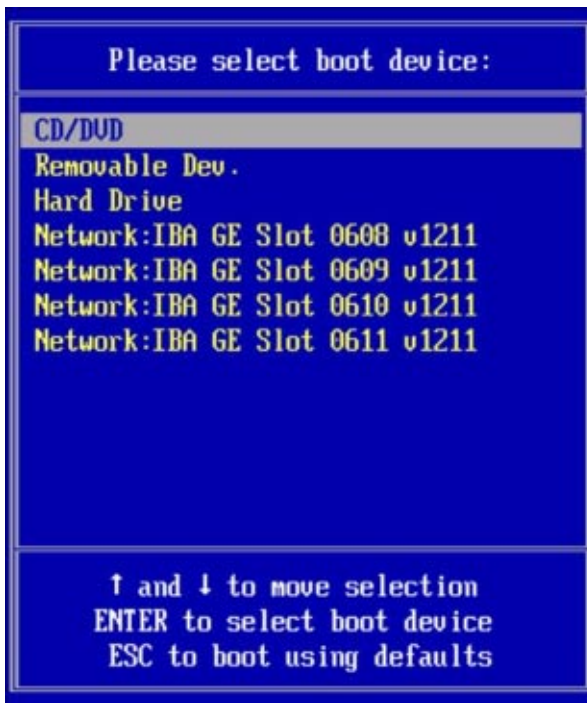 Please select boot device:
CD/DVD
Removable Dev.
Hard Drive
Network:IBA GE Slot 0608 v1211
Network:IBA GE Slot 0609 v1211
Network:IBA GE Slot 0610 v1211
Network:IBA GE Slot 0611 v1211
↑ and ↓ to move selection
ENTER to select boot device
ESC to boot using defaults